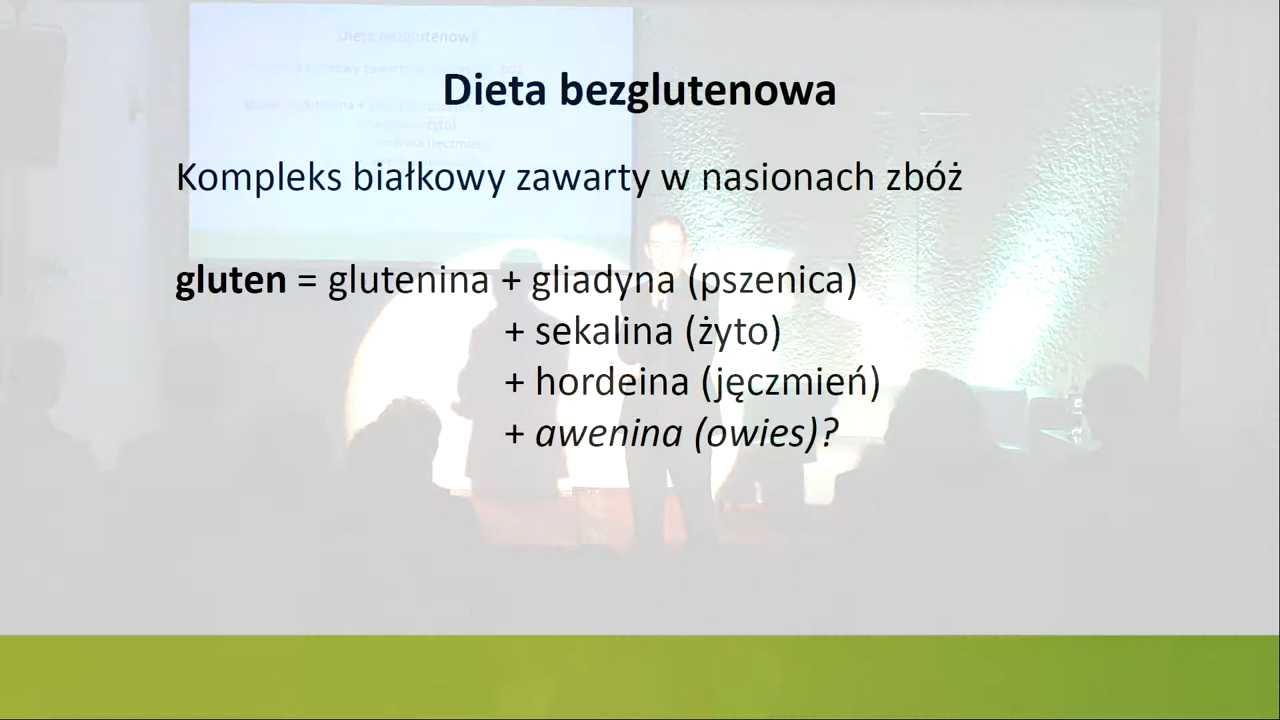 Dieta bezglutenowa
Kompleks białkowy zawarty w nasionach zbóż
gluten = glutenina + gliadyna (pszenica)
+ sekalina (żyto)
+ hordeina (jęczmień)
+ awenina (owies)?